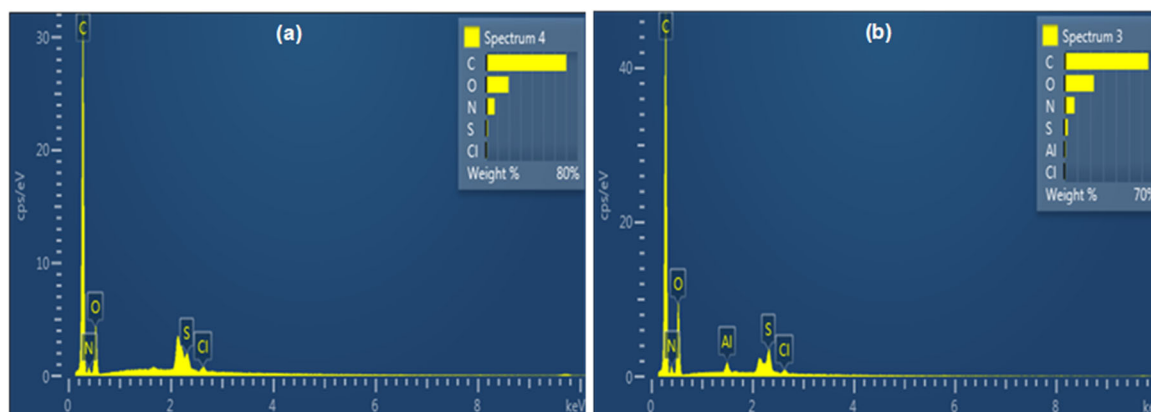 (a)
Spectrum 4
C
O
N
S
Cl
Weight % 80%
cps/eV
30
20
10
0
C
O
N
S
Cl
0 2 4 6 8 keV
(b)
Spectrum 3
C
O
N
S
Al
Cl
Weight % 70%
cps/eV
40
20
0
C
O
N
Al
S
Cl
0 2 4 6 8 ke